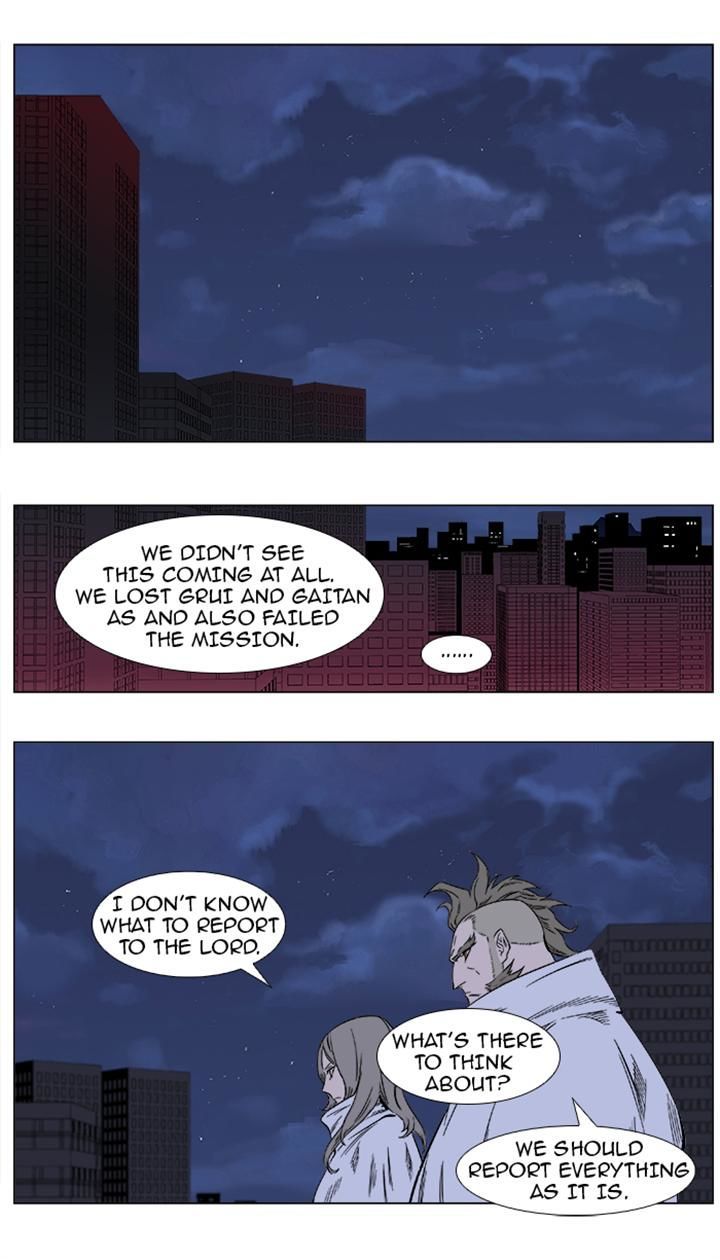 WE DIDN'T SEE
THIS COMING AT ALL.
WE LOST GRUI AND GAITAN
AS AND ALSO FAILED
THE MISSION.
......
I DON'T KNOW
WHAT TO REPORT
TO THE LORD.
WHAT'S THERE
TO THINK
ABOUT?
WE SHOULD
REPORT EVERYTHING
AS IT IS.